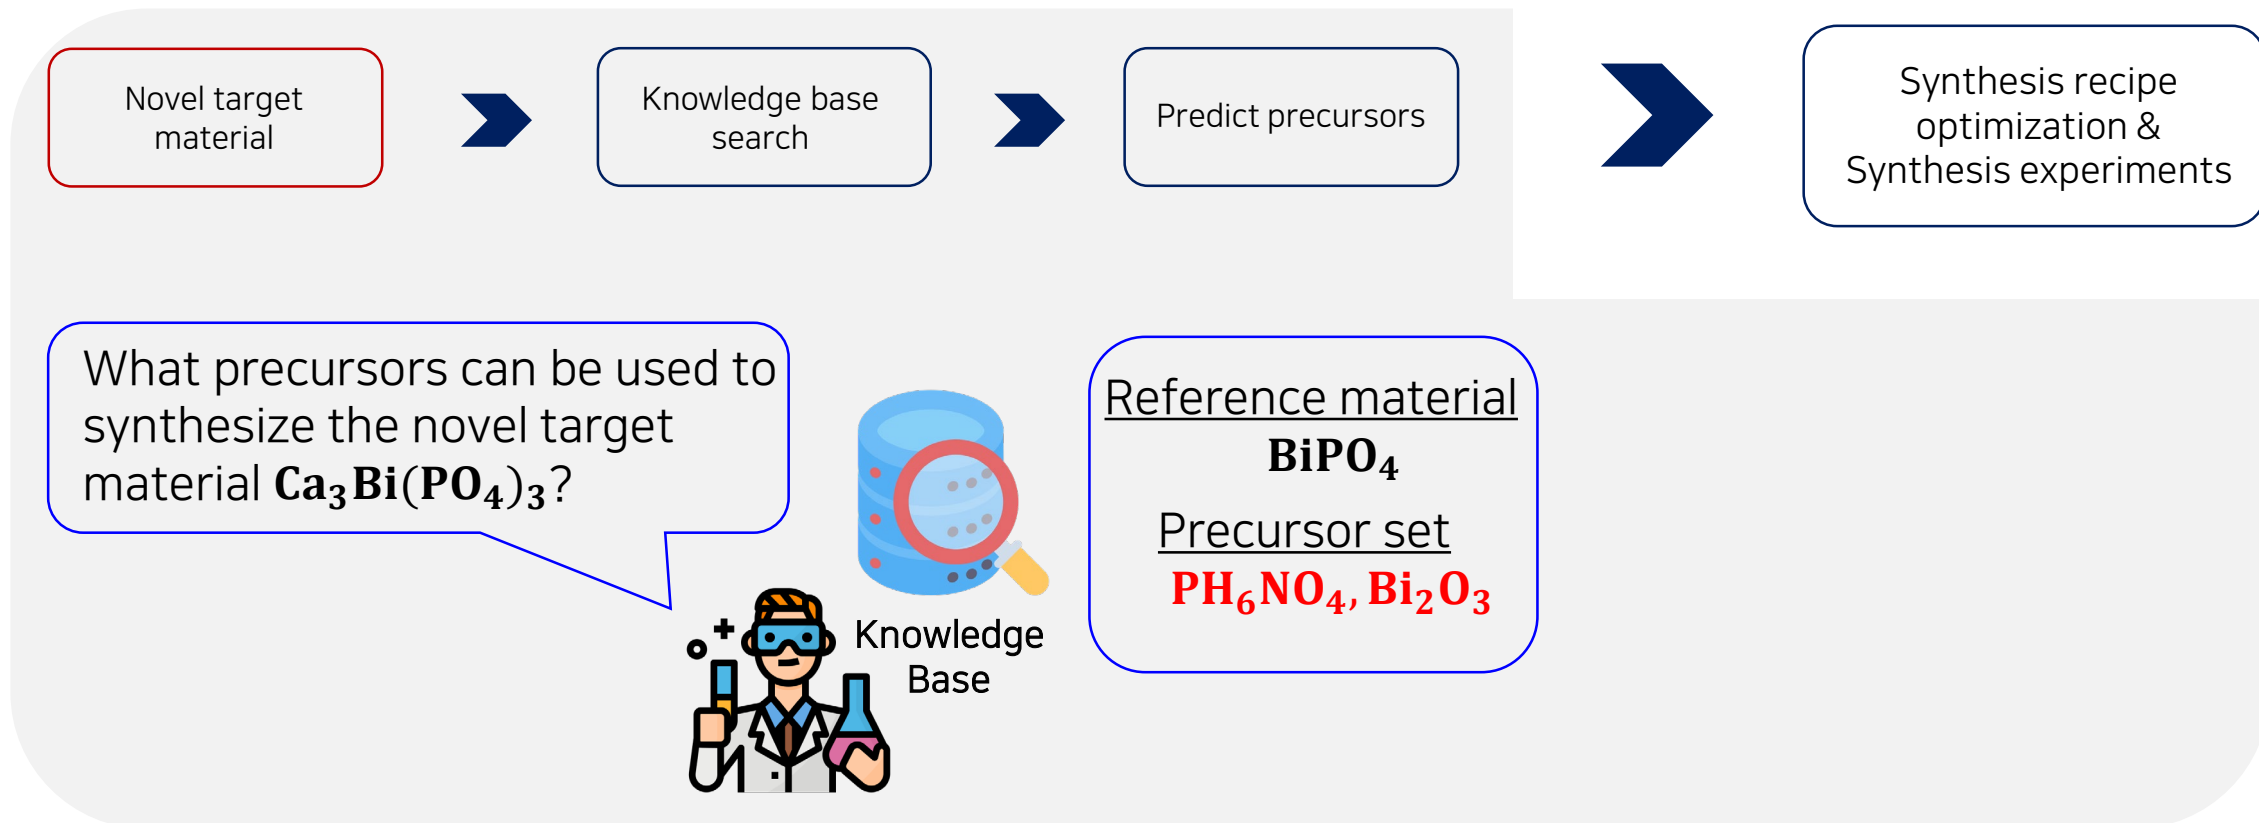 Novel target
material
Knowledge base
search
Predict precursors
Synthesis recipe
optimization &
Synthesis experiments
What precursors can be used to
synthesize the novel target
material Ca₃Bi(PO₄)₃?
Knowledge
Base
Reference material
BiPO₄
Precursor set
PH₆NO₄, Bi₂O₃